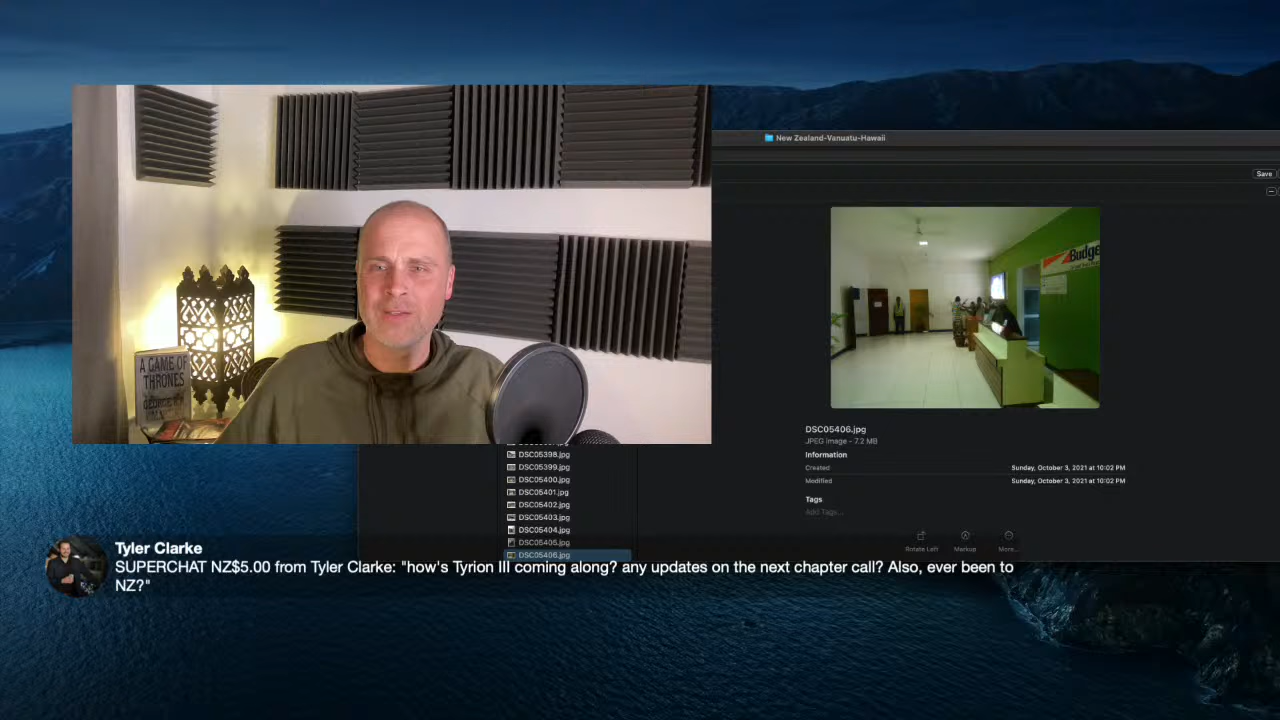 New Zealand-Vanuatu-Hawaii
Save
A GAME OF
THRONES
Budge
DSC05406.jpg
JPEG image - 7.2 MB
Information
Created
Sunday, October 3, 2021 at 10:02 PM
Modified
Sunday, October 3, 2021 at 10:02 PM
Tags
Add Tags...
Rotate Left
Markup
More...
DSC05398.jpg
DSC05399.jpg
DSC05400.jpg
DSC05401.jpg
DSC05402.jpg
DSC05403.jpg
DSC05404.jpg
DSC05405.jpg
DSC05406.jpg
Tyler Clarke
SUPERCHAT NZ$5.00 from Tyler Clarke: "how's Tyrion III coming along? any updates on the next chapter call? Also, ever been to
NZ?"